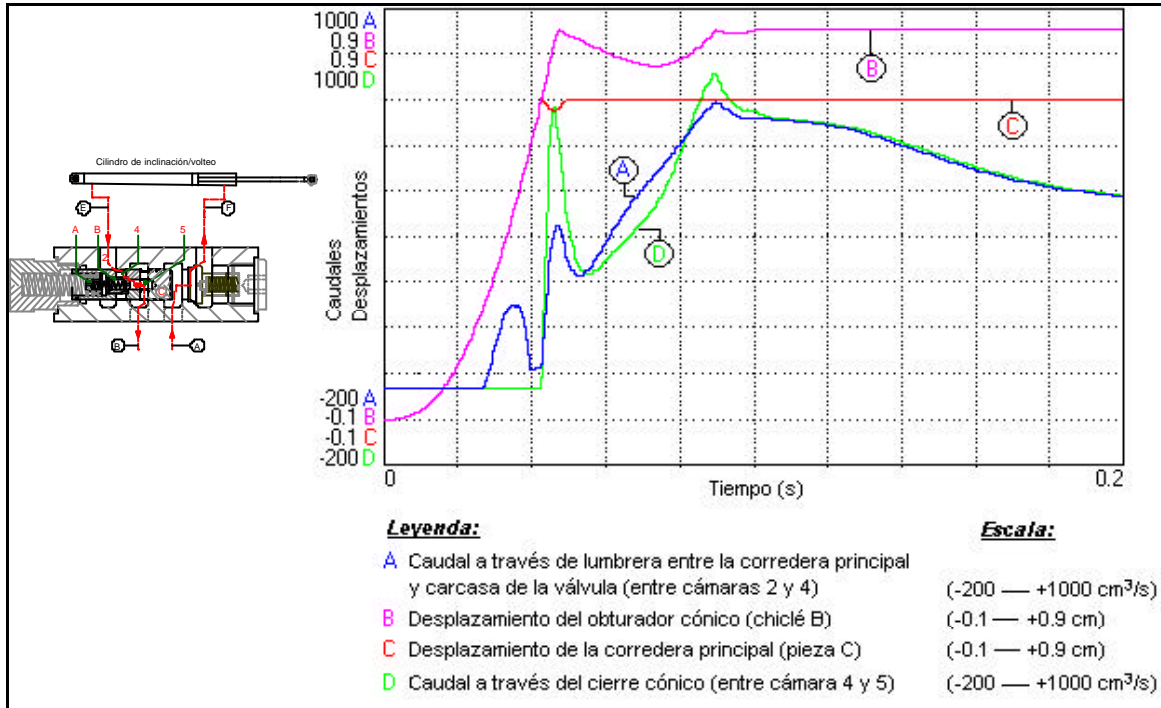 1000 A
0.9 B
0.9 C
1000 D
Caudales
Desplazamientos
-200 A
-0.1 B
-0.1 C
-200 D
0
Tiempo (s)
0.2
A
B
C
D
Cilindro de inclinación/volteo
E
F
A
B
4
5
2
C
B
A
Leyenda:
Escala:
A Caudal a través de lumbrera entre la corredera principal
y carcasa de la válvula (entre cámaras 2 y 4) (-200 — +1000 cm³/s)
B Desplazamiento del obturador cónico (chiclé B) (-0.1 — +0.9 cm)
C Desplazamiento de la corredera principal (pieza C) (-0.1 — +0.9 cm)
D Caudal a través del cierre cónico (entre cámara 4 y 5) (-200 — +1000 cm³/s)